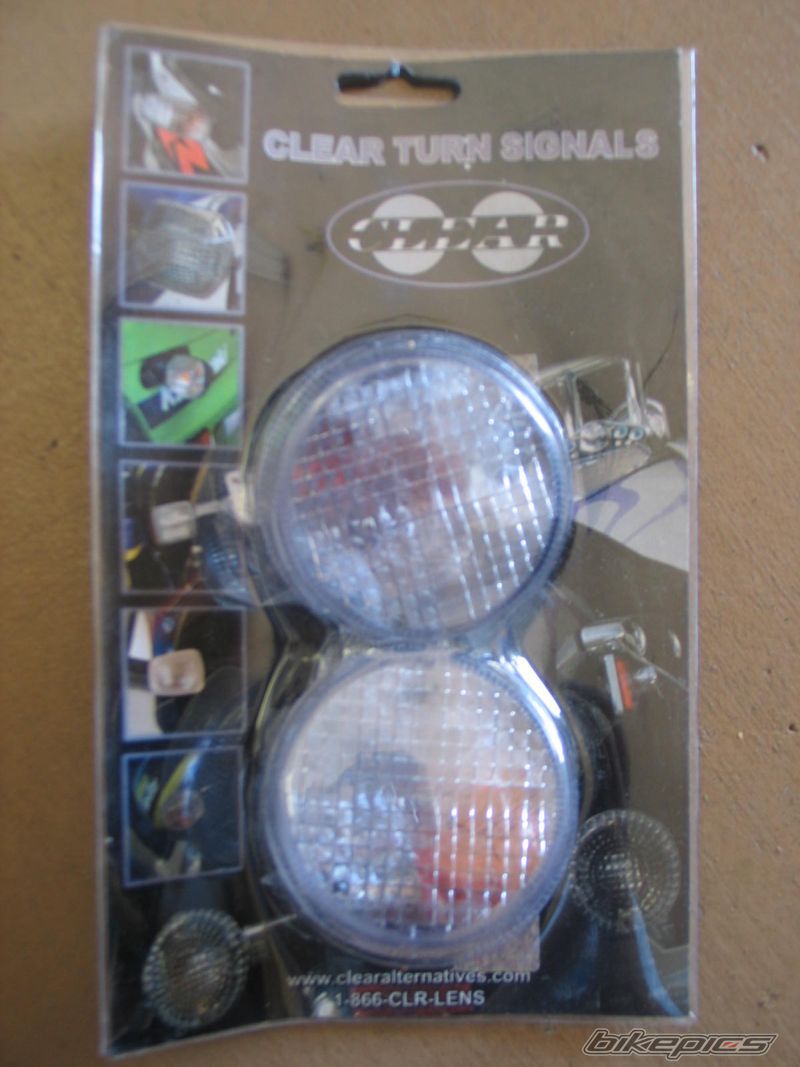 CLEAR TURN SIGNALS
CLEAR
www.clearalternatives.com
1-866-CLR-LENS
bikepics